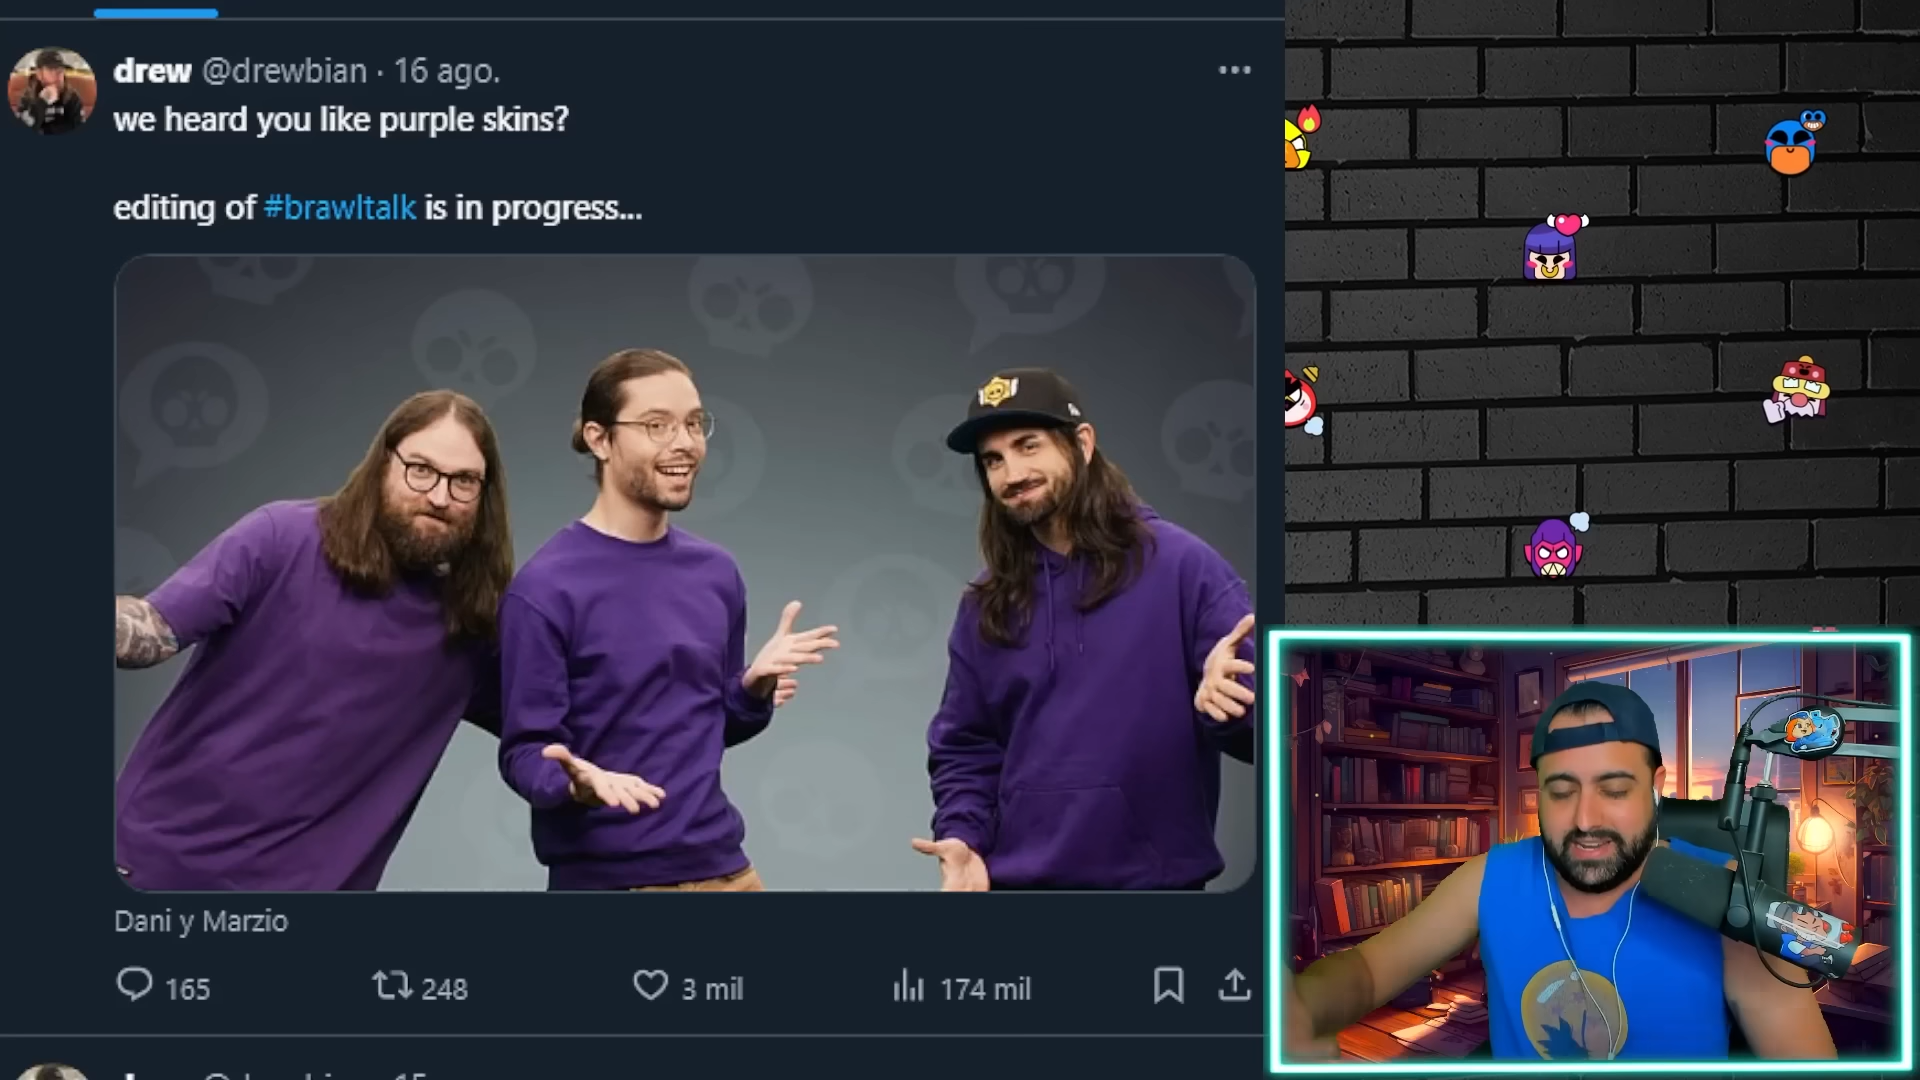 drew @drewbian · 16 ago.
we heard you like purple skins?
editing of #brawltalk is in progress...
Dani y Marzio
165 248 3 mil 174 mil